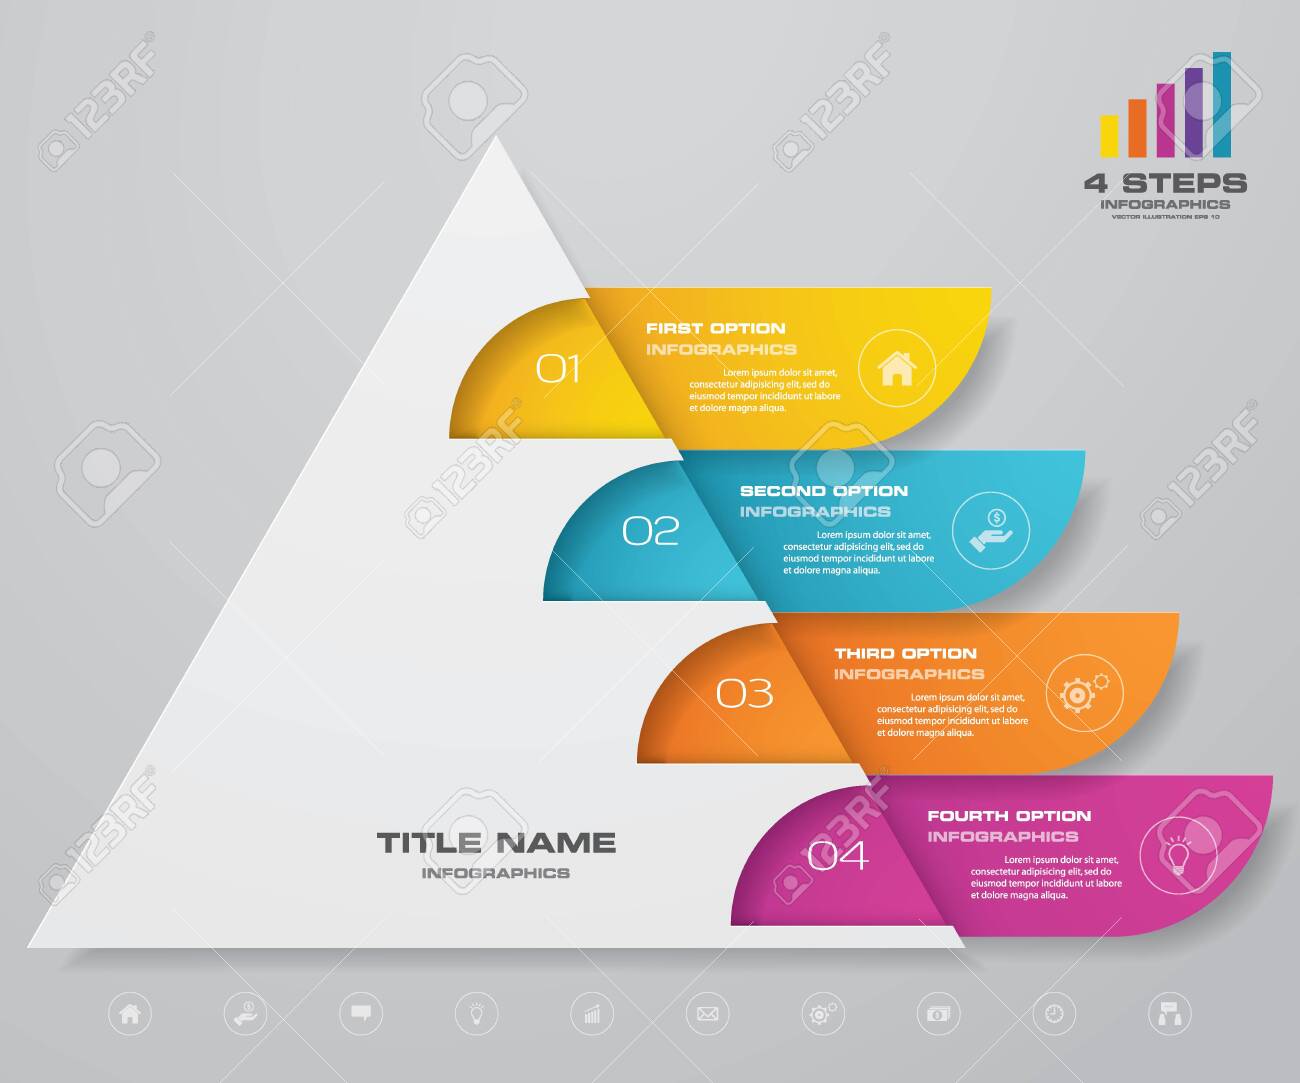 4 STEPS
INFOGRAPHICS
VECTOR ILLUSTRATION EPS 10
01
FIRST OPTION
INFOGRAPHICS
Lorem ipsum dolor sit amet,
consectetur adipisicing elit, sed do
eiusmod tempor incididunt ut labore
et dolore magna aliqua.
02
SECOND OPTION
INFOGRAPHICS
Lorem ipsum dolor sit amet,
consectetur adipisicing elit, sed do
eiusmod tempor incididunt ut labore
et dolore magna aliqua.
03
THIRD OPTION
INFOGRAPHICS
Lorem ipsum dolor sit amet,
consectetur adipisicing elit, sed do
eiusmod tempor incididunt ut labore
et dolore magna aliqua.
04
FOURTH OPTION
INFOGRAPHICS
Lorem ipsum dolor sit amet,
consectetur adipisicing elit, sed do
eiusmod tempor incididunt ut labore
et dolore magna aliqua.
TITLE NAME
INFOGRAPHICS
123RF
123RF
123RF
123RF
123RF
123RF